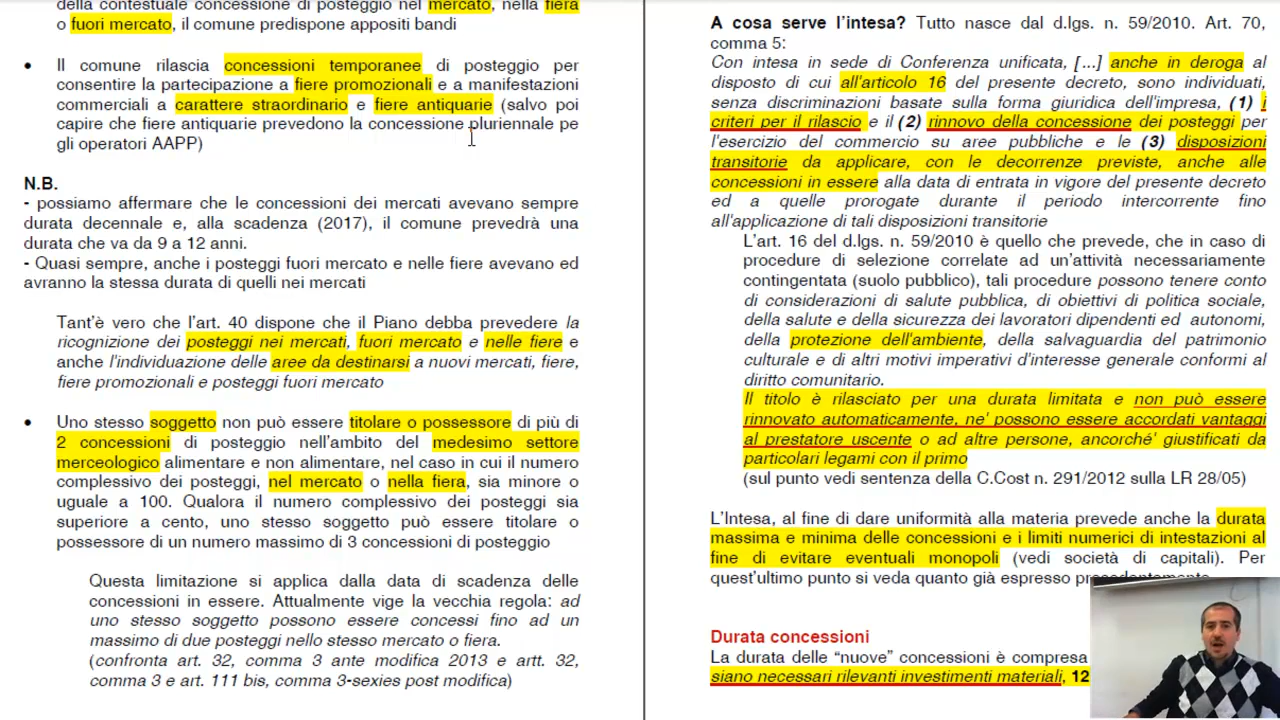 della contestuale concessione di posteggio nel mercato, nella fiera
o fuori mercato, il comune predispone appositi bandi
• Il comune rilascia concessioni temporanee di posteggio per
consentire la partecipazione a fiere promozionali e a manifestazioni
commerciali a carattere straordinario e fiere antiquarie (salvo poi
capire che fiere antiquarie prevedono la concessione pluriennale pe
gli operatori AAPP)
N.B.
- possiamo affermare che le concessioni dei mercati avevano sempre
durata decennale e, alla scadenza (2017), il comune prevedrà una
durata che va da 9 a 12 anni.
- Quasi sempre, anche i posteggi fuori mercato e nelle fiere avevano ed
avranno la stessa durata di quelli nei mercati
Tant’è vero che l’art. 40 dispone che il Piano debba prevedere la
ricognizione dei posteggi nei mercati, fuori mercato e nelle fiere e
anche l'individuazione delle aree da destinarsi a nuovi mercati, fiere,
fiere promozionali e posteggi fuori mercato
• Uno stesso soggetto non può essere titolare o possessore di più di
2 concessioni di posteggio nell’ambito del medesimo settore
merceologico alimentare e non alimentare, nel caso in cui il numero
complessivo dei posteggi, nel mercato o nella fiera, sia minore o
uguale a 100. Qualora il numero complessivo dei posteggi sia
superiore a cento, uno stesso soggetto può essere titolare o
possessore di un numero massimo di 3 concessioni di posteggio
Questa limitazione si applica dalla data di scadenza delle
concessioni in essere. Attualmente vige la vecchia regola: ad
uno stesso soggetto possono essere concessi fino ad un
massimo di due posteggi nello stesso mercato o fiera.
(confronta art. 32, comma 3 ante modifica 2013 e artt. 32,
comma 3 e art. 111 bis, comma 3-sexies post modifica)
A cosa serve l’intesa? Tutto nasce dal d.lgs. n. 59/2010. Art. 70,
comma 5:
Con intesa in sede di Conferenza unificata, [...] anche in deroga al
disposto di cui all'articolo 16 del presente decreto, sono individuati,
senza discriminazioni basate sulla forma giuridica dell'impresa, (1) i
criteri per il rilascio e il (2) rinnovo della concessione dei posteggi per
l'esercizio del commercio su aree pubbliche e le (3) disposizioni
transitorie da applicare, con le decorrenze previste, anche alle
concessioni in essere alla data di entrata in vigore del presente decreto
ed a quelle prorogate durante il periodo intercorrente fino
all'applicazione di tali disposizioni transitorie
L’art. 16 del d.lgs. n. 59/2010 è quello che prevede, che in caso di
procedure di selezione correlate ad un’attività necessariamente
contingentata (suolo pubblico), tali procedure possono tenere conto
di considerazioni di salute pubblica, di obiettivi di politica sociale,
della salute e della sicurezza dei lavoratori dipendenti ed autonomi,
della protezione dell'ambiente, della salvaguardia del patrimonio
culturale e di altri motivi imperativi d'interesse generale conformi al
diritto comunitario.
Il titolo è rilasciato per una durata limitata e non può essere
rinnovato automaticamente, ne' possono essere accordati vantaggi
al prestatore uscente o ad altre persone, ancorché' giustificati da
particolari legami con il primo
(sul punto vedi sentenza della C.Cost n. 291/2012 sulla LR 28/05)
L’Intesa, al fine di dare uniformità alla materia prevede anche la durata
massima e minima delle concessioni e i limiti numerici di intestazioni al
fine di evitare eventuali monopoli (vedi società di capitali). Per
quest’ultimo punto si veda quanto già espresso precedentemente
Durata concessioni
La durata delle “nuove” concessioni è compresa
siano necessari rilevanti investimenti materiali, 12